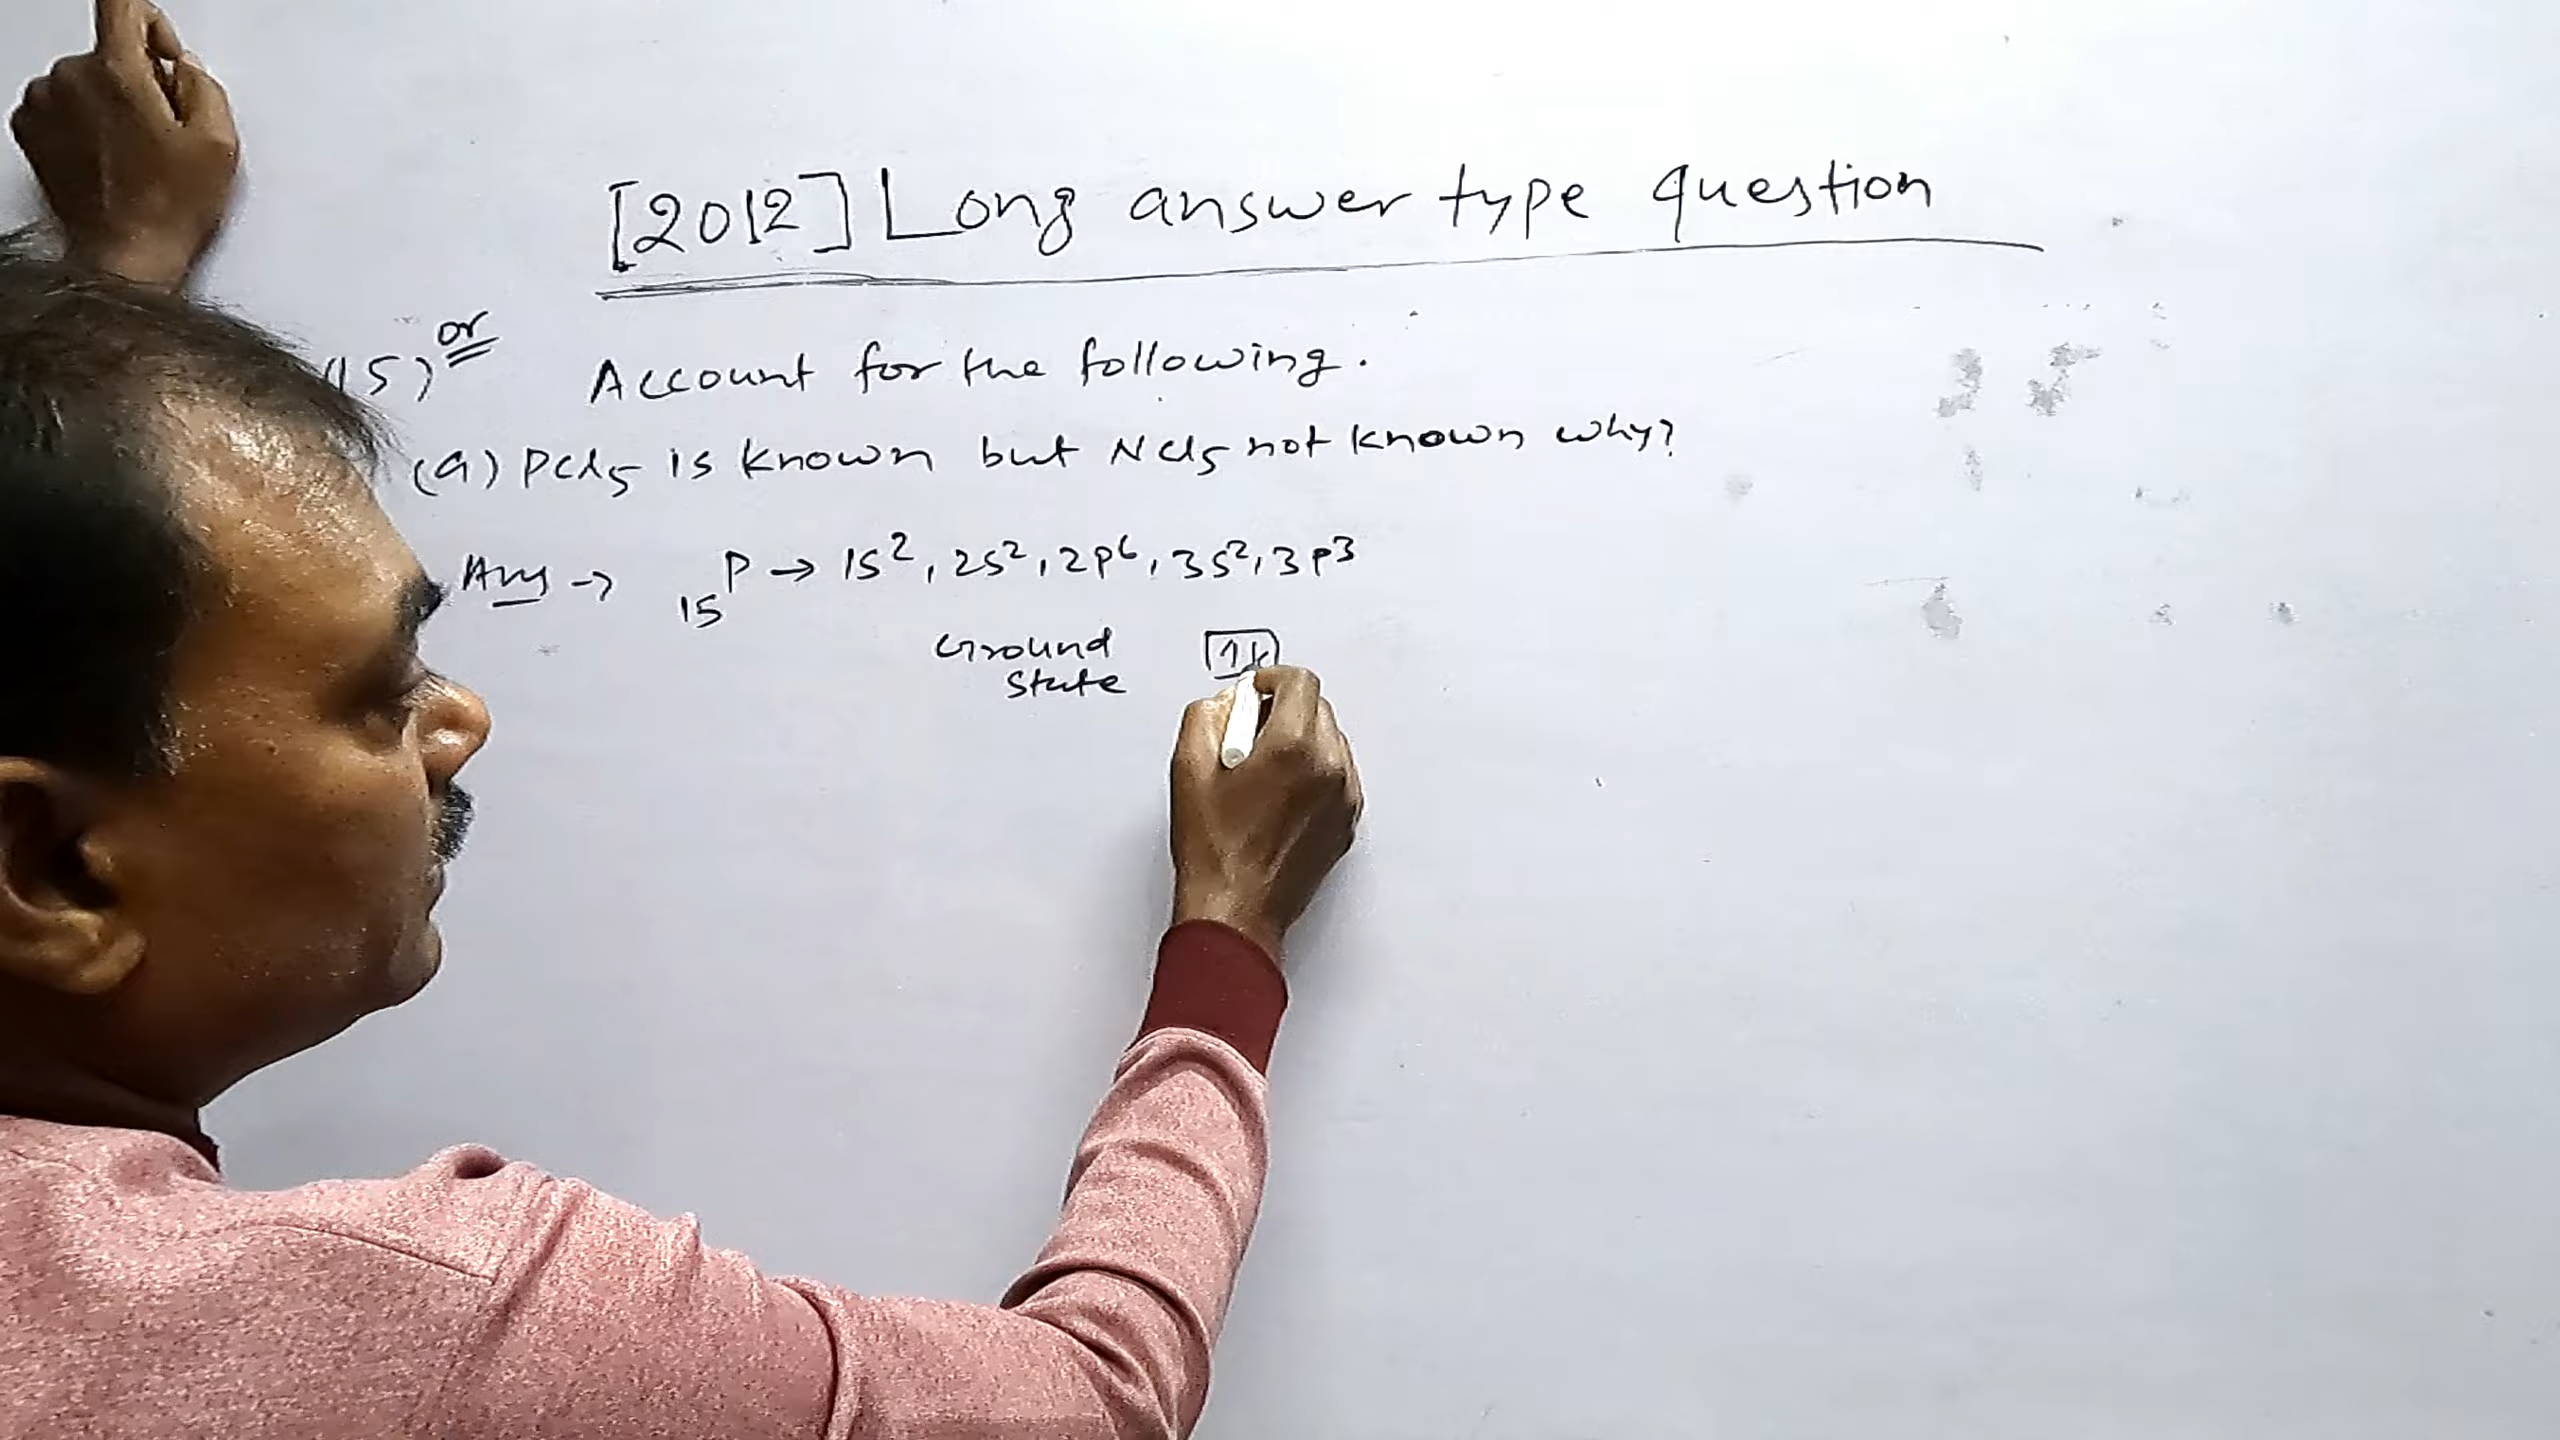 [2012] Long answer type question
15) or Account for the following.
(a) PCl5 is known but NCl5 not known why?
Ans → 15P → 1s², 2s², 2p⁶, 3s², 3p³
Ground
State